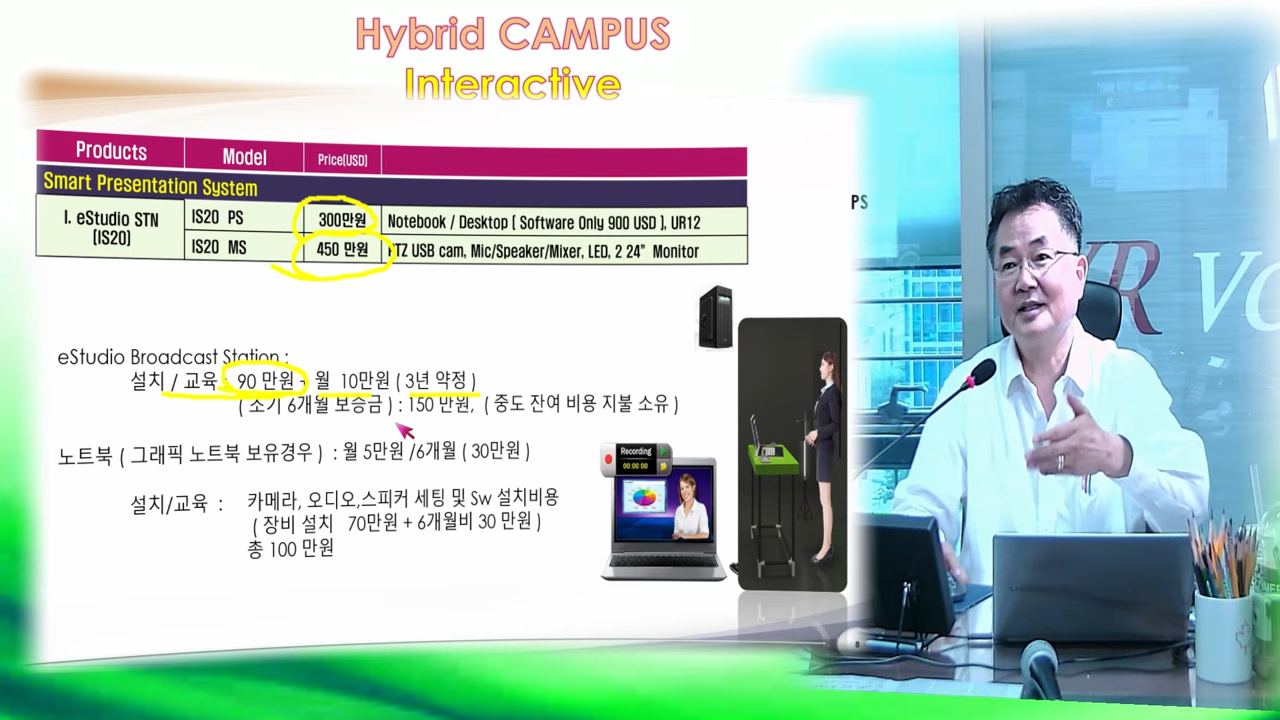 Hybrid CAMPUS
Interactive
Products Model Price(USD)
Smart Presentation System
I. eStudio STN (IS20)
IS20 PS 300만원 Notebook / Desktop ( Software Only 900 USD ), UR12
IS20 MS 450 만원 PTZ USB cam, Mic/Speaker/Mixer, LED, 2 24" Monitor
PS
eStudio Broadcast Station :
설치 / 교육 : 90 만원 + 월 10만원 ( 3년 약정 )
( 초기 6개월 보증금 ) : 150 만원, ( 중도 잔여 비용 지불 소유 )
노트북 ( 그래픽 노트북 보유경우 ) : 월 5만원 /6개월 ( 30만원 )
설치/교육 : 카메라, 오디오,스피커 세팅 및 Sw 설치비용
( 장비 설치 70만원 + 6개월비 30 만원 )
총 100 만원
Recording
00:00:00
8